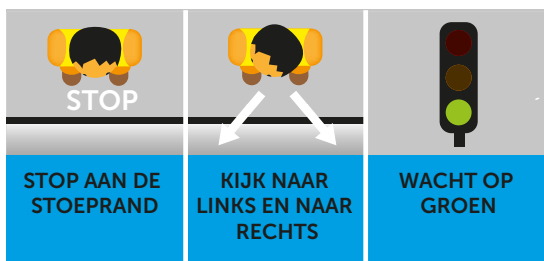 STOP
STOP AAN DE
STOEPRAND
KIJK NAAR
LINKS EN NAAR
RECHTS
WACHT OP
GROEN